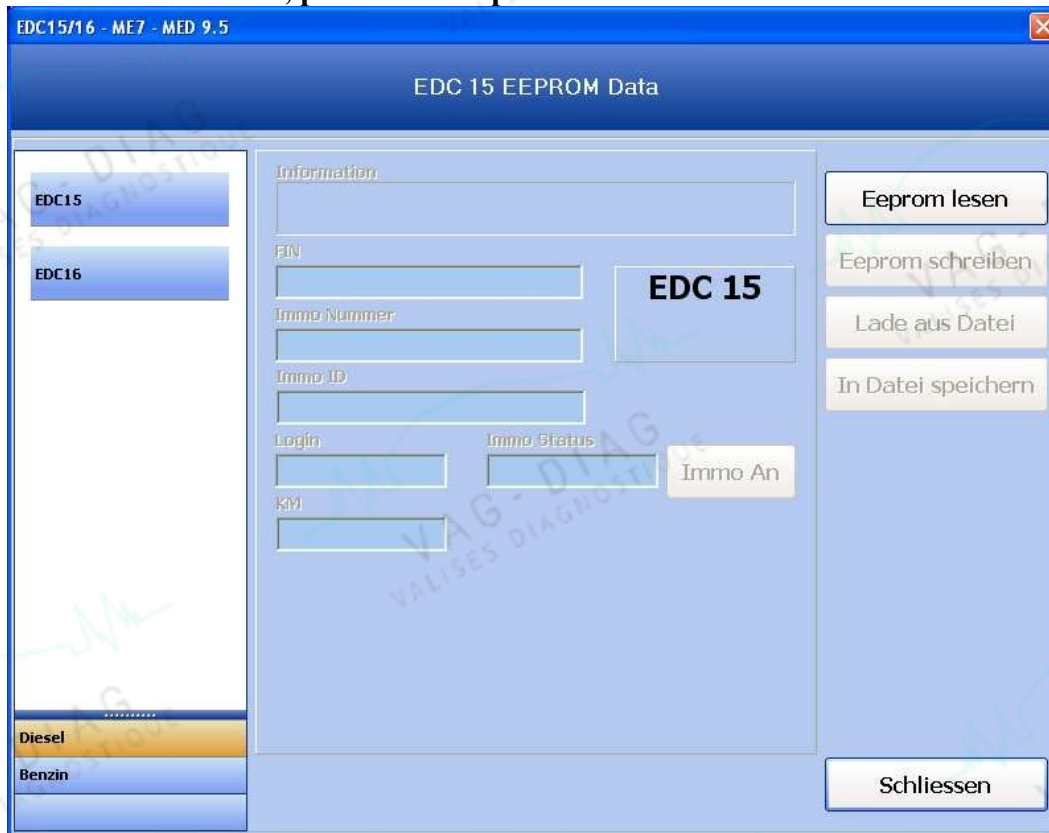 EDC15/16 - ME7 - MED 9.5
EDC 15 EEPROM Data
EDC15
EDC16
Information
FIN
Immo Nummer
Immo ID
Login
Immo Status
KM
EDC 15
Immo An
Eeprom lesen
Eeprom schreiben
Lade aus Datei
In Datei speichern
Diesel
Benzin
Schliessen
VAG - DIAG
VALISES DIAGNOSTIQUE